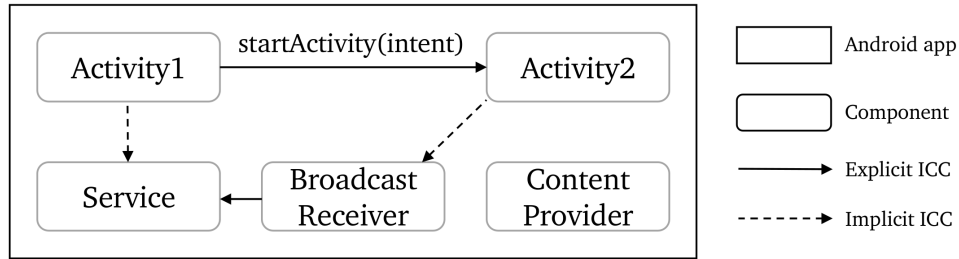 startActivity(intent)
Activity1
Activity2
Service
Broadcast
Receiver
Content
Provider
Android app
Component
Explicit ICC
Implicit ICC